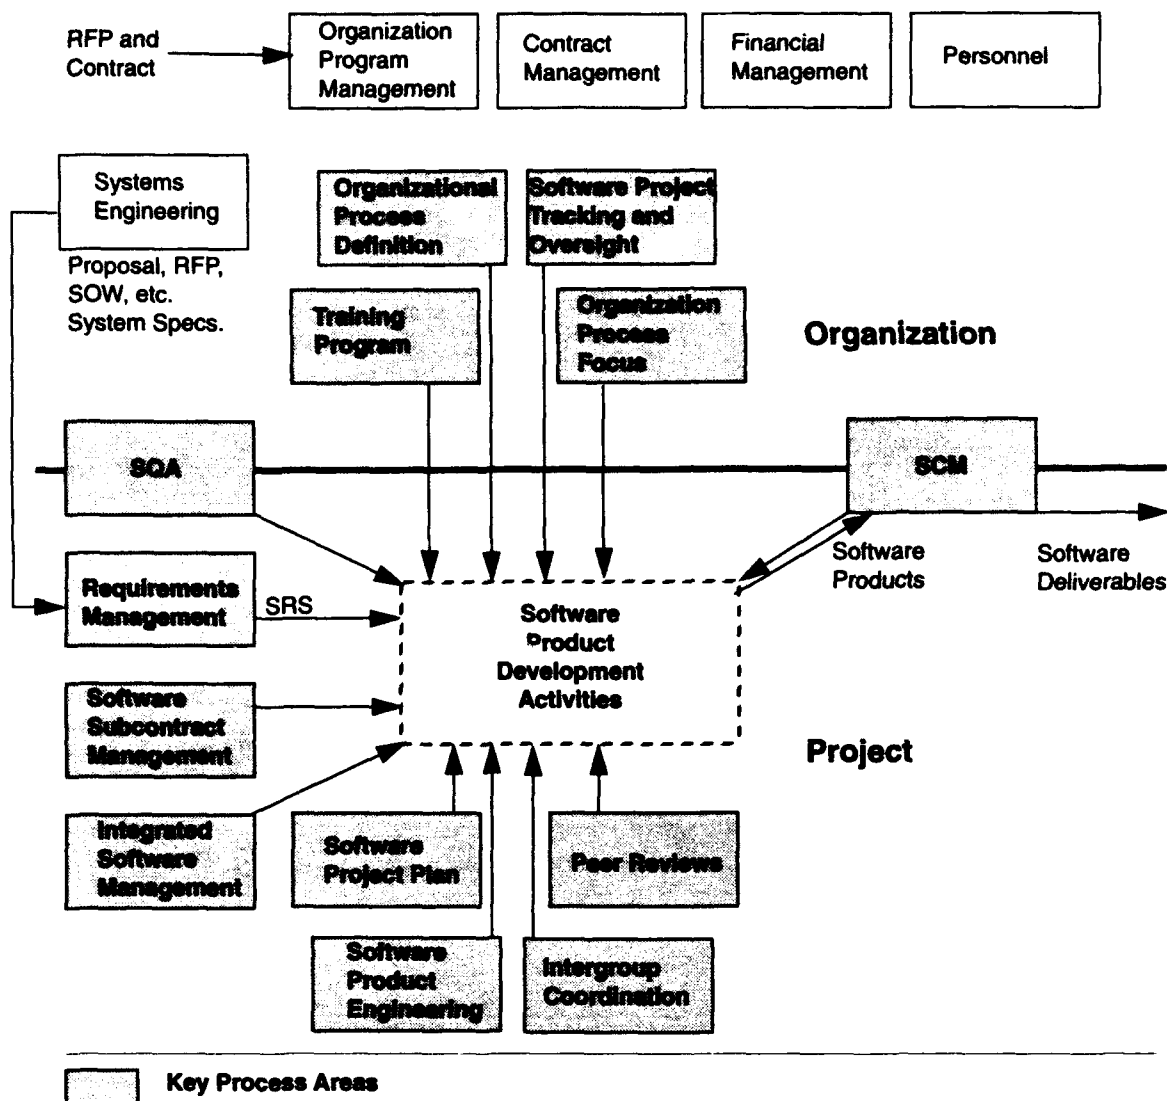 RFP and
Contract
Organization
Program
Management
Contract
Management
Financial
Management
Personnel
Systems
Engineering
Proposal, RFP,
SOW, etc.
System Specs.
Organizational
Process
Definition
Software Project
Tracking and
Oversight
Training
Program
Organization
Process
Focus
Organization
SQA
SCM
Software
Products
Software
Deliverables
Requirements
Management
SRS
Software
Product
Development
Activities
Software
Subcontract
Management
Project
Integrated
Software
Management
Software
Project Plan
Peer Reviews
Software
Product
Engineering
Intergroup
Coordination
Key Process Areas